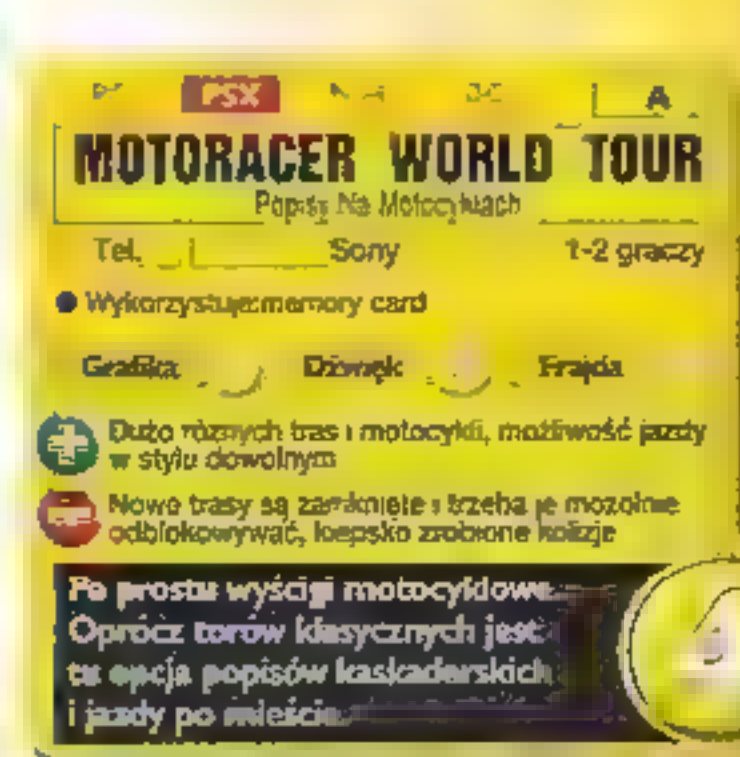 PSX
MOTORACER WORLD TOUR
Popisy Na Motocyklach
Tel. Sony 1-2 graczy
Wykorzystuje: memory card
Grafika Dźwięk Frajda
Dużo różnych tras i motocykli, możliwość jazdy
w stylu dowolnym
Nowe trasy są zamknięte i trzeba je mozolnie
odblokowywać, kiepsko zrobione kolizje
Po prostu wyścigi motocyklowe.
Oprócz torów klasycznych jest
tu opcja popisów kaskaderskich
i jazdy po mieście.